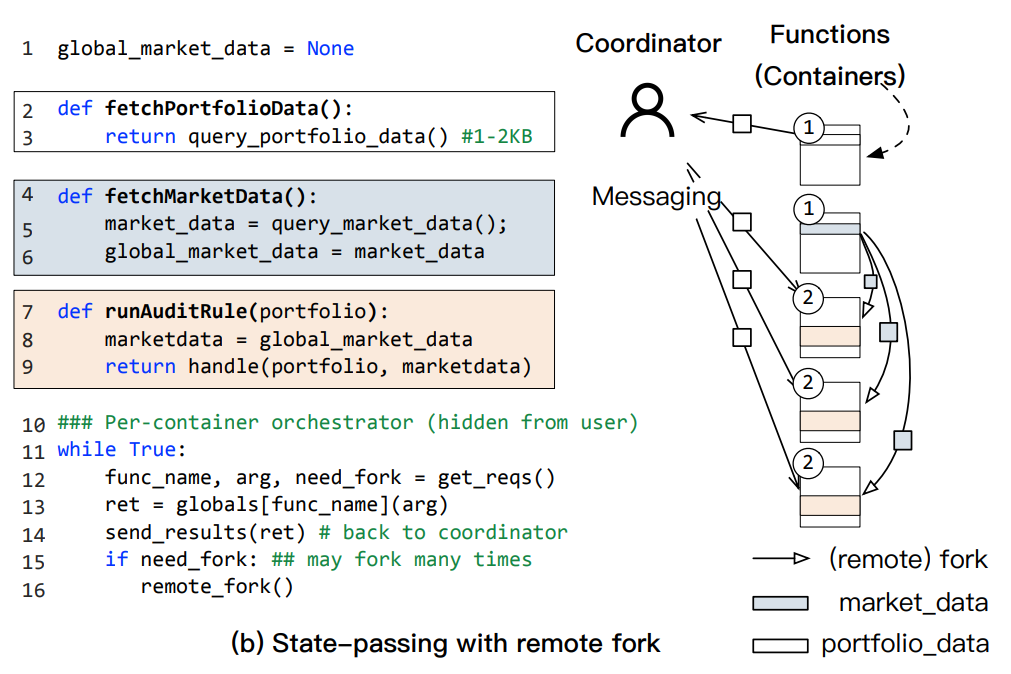 1 global_market_data = None
2 def fetchPortfolioData():
3 return query_portfolio_data() #1-2KB
4 def fetchMarketData():
5 market_data = query_market_data();
6 global_market_data = market_data
7 def runAuditRule(portfolio):
8 marketdata = global_market_data
9 return handle(portfolio, marketdata)
10 ### Per-container orchestrator (hidden from user)
11 while True:
12 func_name, arg, need_fork = get_reqs()
13 ret = globals[func_name](arg)
14 send_results(ret) # back to coordinator
15 if need_fork: ## may fork many times
16 remote_fork()
Coordinator
Functions
(Containers)
Messaging
1
1
2
2
2
(remote) fork
market_data
portfolio_data
(b) State-passing with remote fork